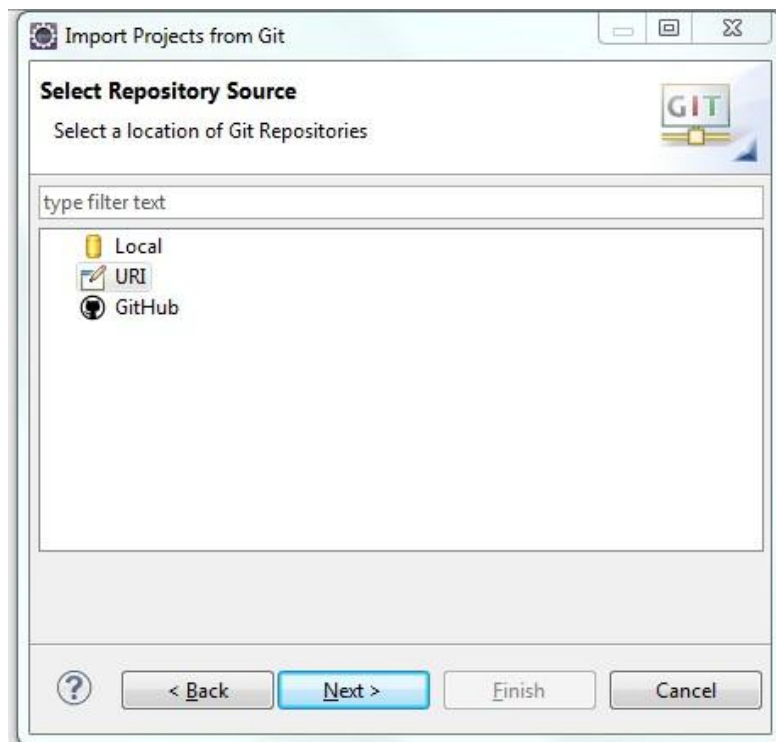 Import Projects from Git
Select Repository Source
Select a location of Git Repositories
GIT
type filter text
Local
URI
GitHub
?
< Back
Next >
Finish
Cancel